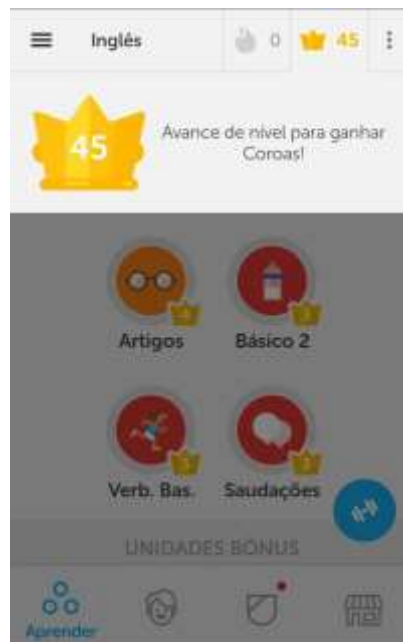 Inglês 0 45
45
Avance de nível para ganhar
Coroas!
Artigos
Básico 2
Verb. Bas.
Saudações
UNIDADES BÔNUS
Aprender